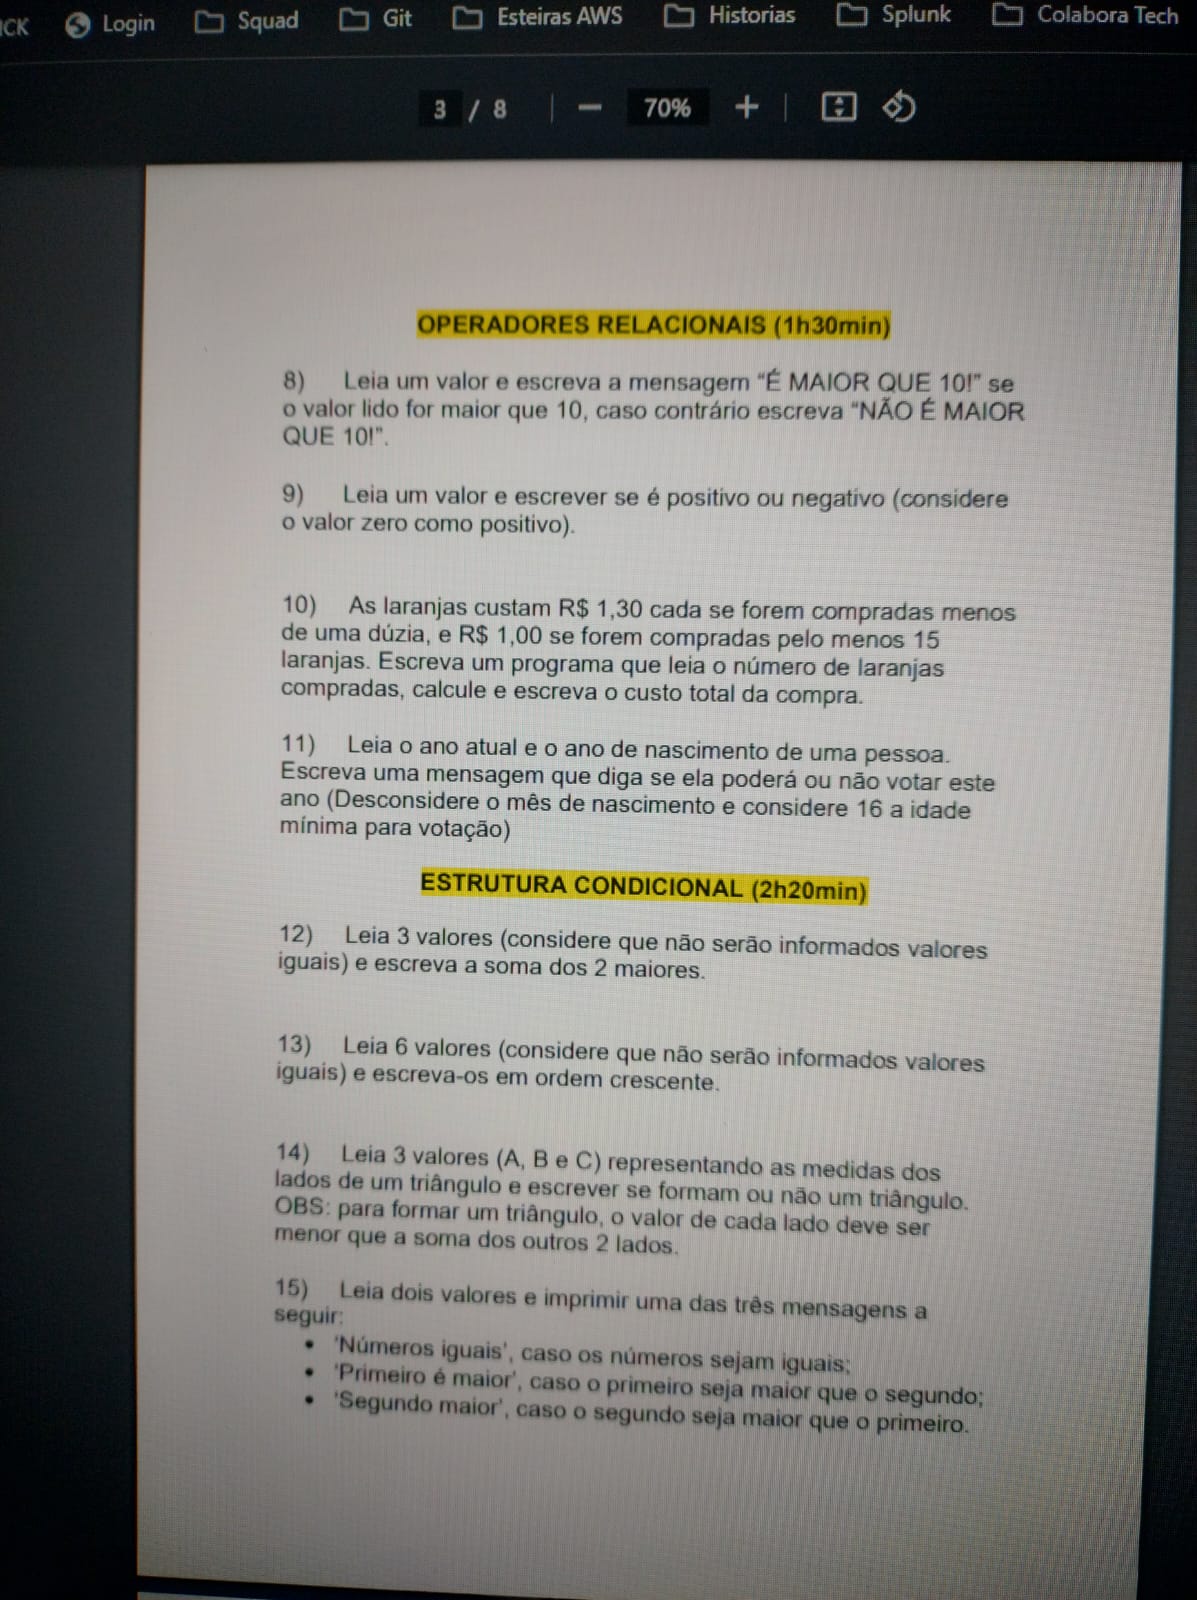 ICK Login Squad Git Esteiras AWS Historias Splunk Colabora Tech
3 / 8 70%
OPERADORES RELACIONAIS (1h30min)
8) Leia um valor e escreva a mensagem “É MAIOR QUE 10!” se
o valor lido for maior que 10, caso contrário escreva “NÃO É MAIOR
QUE 10!”.
9) Leia um valor e escrever se é positivo ou negativo (considere
o valor zero como positivo).
10) As laranjas custam R$ 1,30 cada se forem compradas menos
de uma dúzia, e R$ 1,00 se forem compradas pelo menos 15
laranjas. Escreva um programa que leia o número de laranjas
compradas, calcule e escreva o custo total da compra.
11) Leia o ano atual e o ano de nascimento de uma pessoa.
Escreva uma mensagem que diga se ela poderá ou não votar este
ano (Desconsidere o mês de nascimento e considere 16 a idade
mínima para votação)
ESTRUTURA CONDICIONAL (2h20min)
12) Leia 3 valores (considere que não serão informados valores
iguais) e escreva a soma dos 2 maiores.
13) Leia 6 valores (considere que não serão informados valores
iguais) e escreva-os em ordem crescente.
14) Leia 3 valores (A, B e C) representando as medidas dos
lados de um triângulo e escrever se formam ou não um triângulo.
OBS: para formar um triângulo, o valor de cada lado deve ser
menor que a soma dos outros 2 lados.
15) Leia dois valores e imprimir uma das três mensagens a
seguir:
• 'Números iguais', caso os números sejam iguais;
• 'Primeiro é maior', caso o primeiro seja maior que o segundo;
• 'Segundo maior', caso o segundo seja maior que o primeiro.